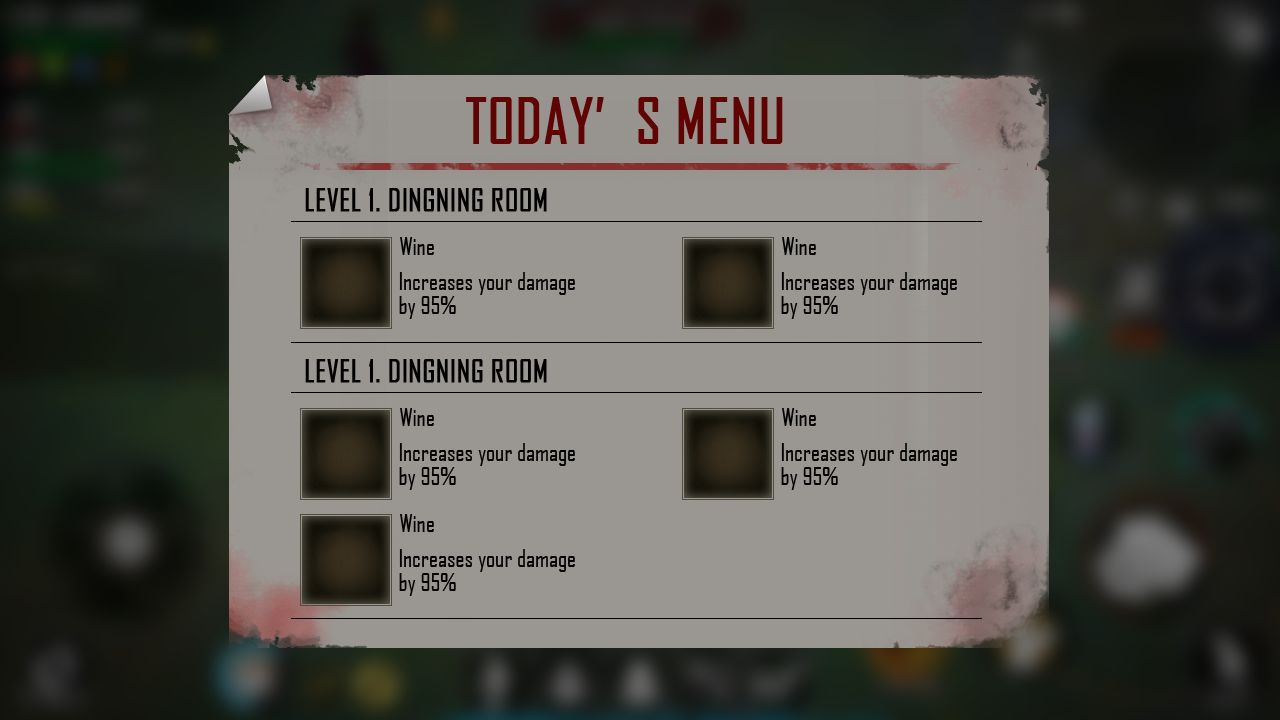 TODAY’ S MENU
LEVEL 1. DINGNING ROOM
Wine
Increases your damage
by 95%
Wine
Increases your damage
by 95%
LEVEL 1. DINGNING ROOM
Wine
Increases your damage
by 95%
Wine
Increases your damage
by 95%
Wine
Increases your damage
by 95%